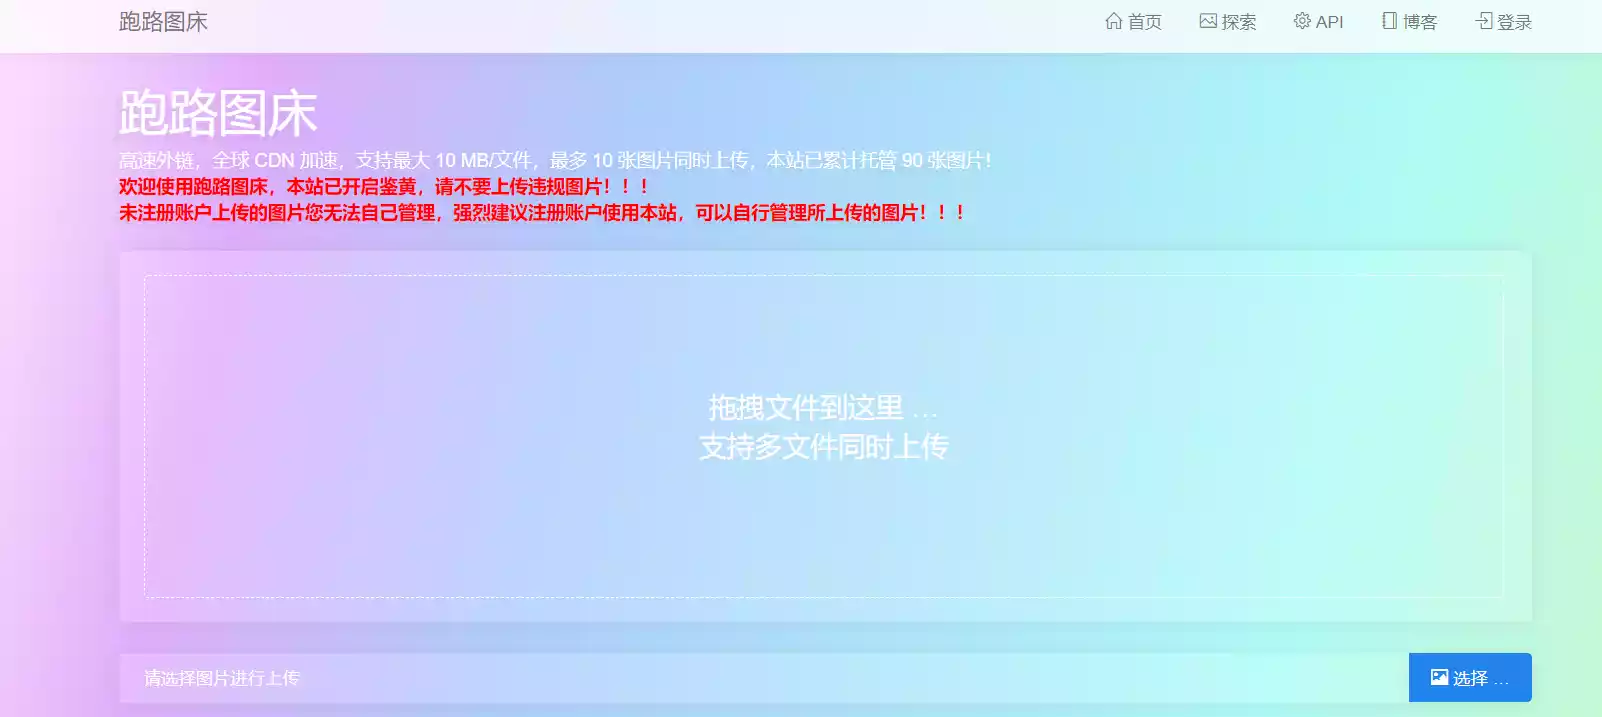 跑路图床
首页 探索 API 博客 登录
跑路图床
高速外链，全球 CDN 加速，支持最大 10 MB/文件，最多 10 张图片同时上传，本站已累计托管 90 张图片！
欢迎使用跑路图床，本站已开启鉴黄，请不要上传违规图片！！！
未注册账户上传的图片您无法自己管理，强烈建议注册账户使用本站，可以自行管理所上传的图片！！！
拖拽文件到这里 …
支持多文件同时上传
请选择图片进行上传
选择 …